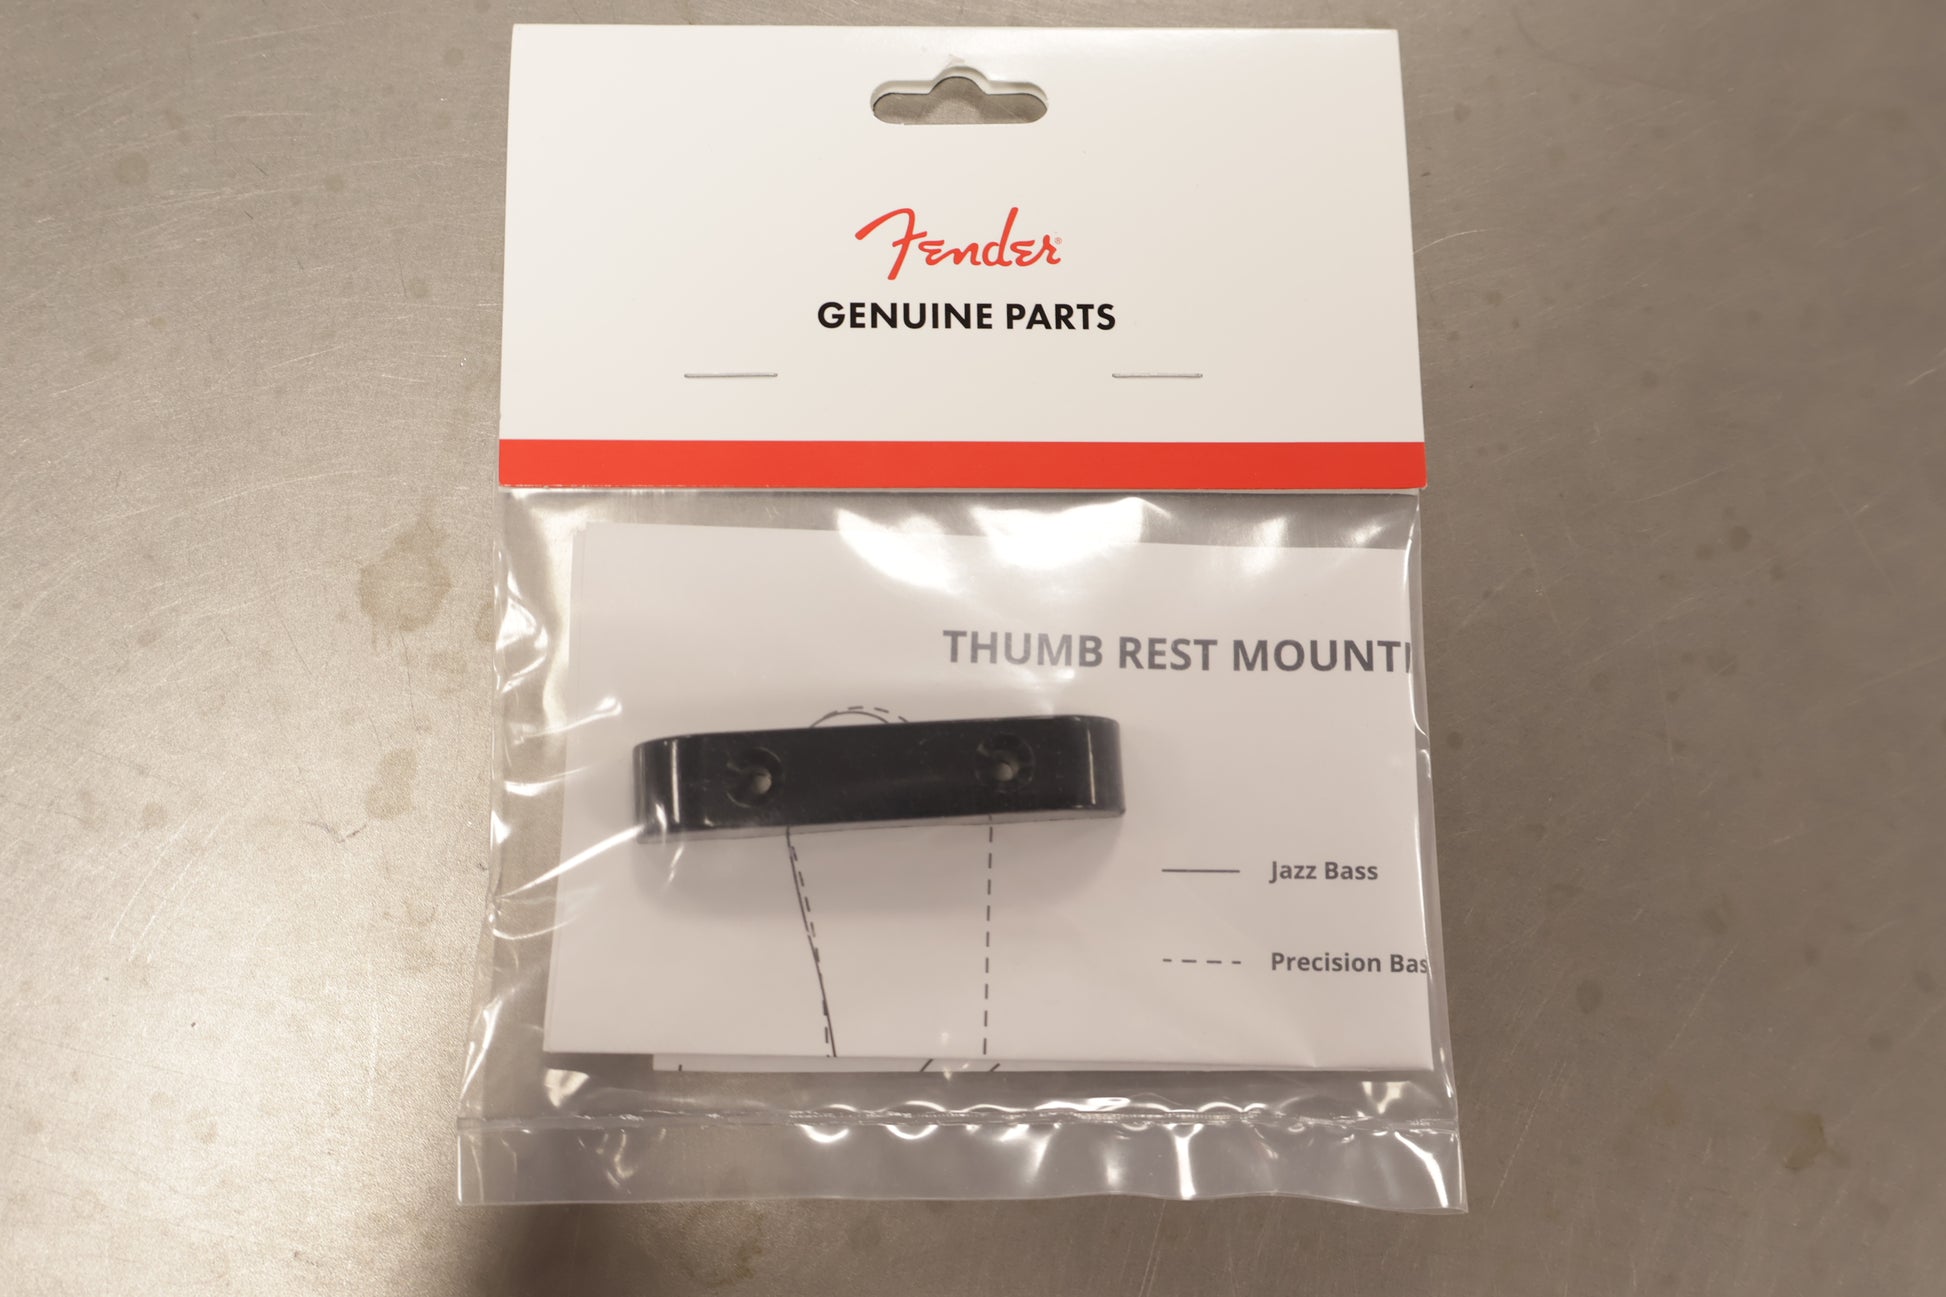 Fender®
GENUINE PARTS
THUMB REST MOUNTI
Jazz Bass
Precision Bas